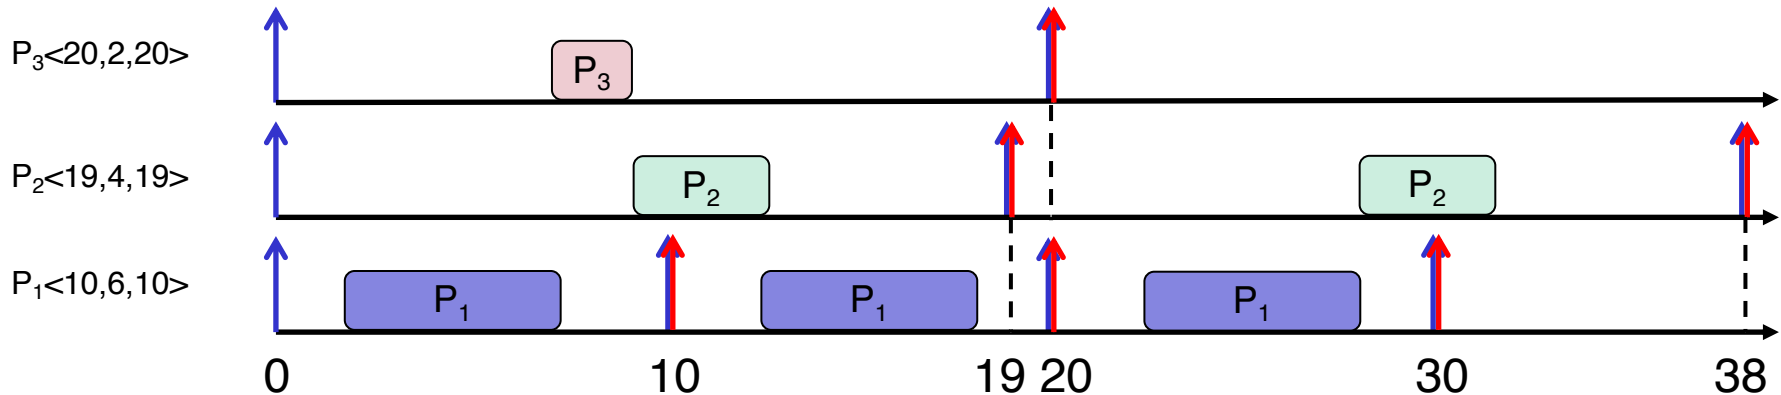 P₃<20,2,20> P₃
P₂<19,4,19> P₂ P₂
P₁<10,6,10> P₁ P₁ P₁
0 10 19 20 30 38